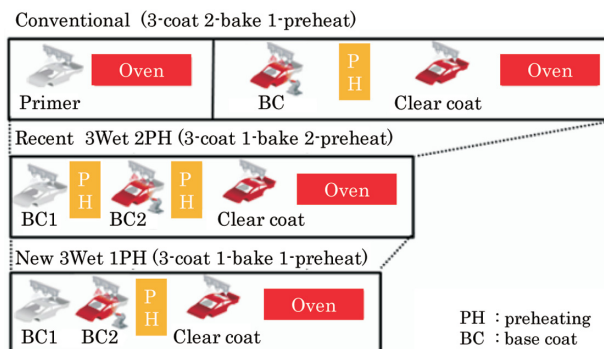 Conventional (3-coat 2-bake 1-preheat)
Oven
P
H
Oven
Primer
BC
Clear coat
Recent 3Wet 2PH (3-coat 1-bake 2-preheat)
P
H
P
H
Oven
BC1
BC2
Clear coat
New 3Wet 1PH (3-coat 1-bake 1-preheat)
P
H
Oven
BC1
BC2
Clear coat
PH : preheating
BC : base coat